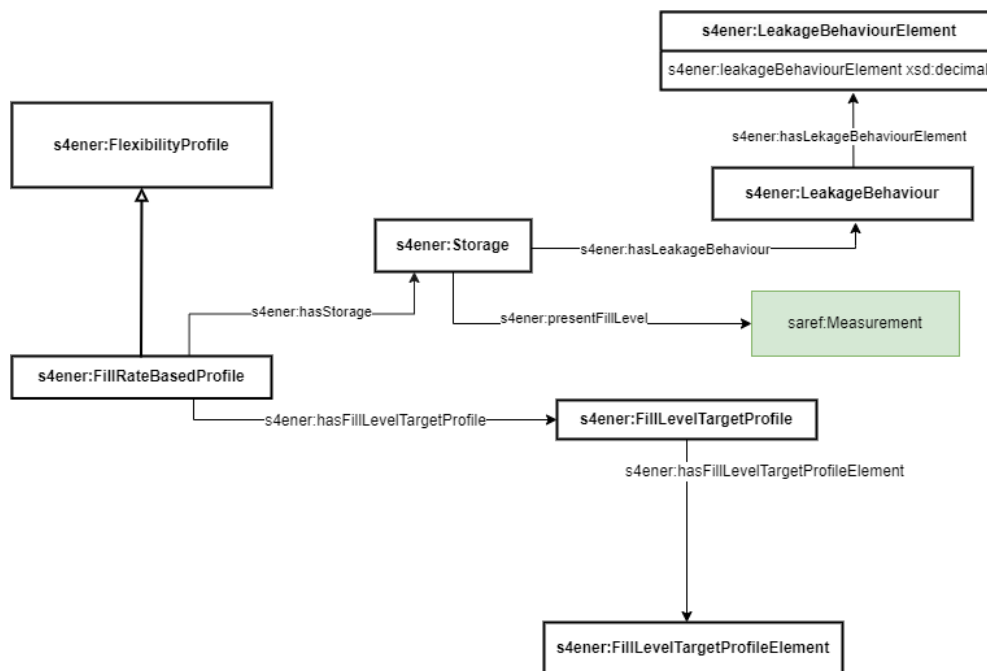 s4ener:LeakageBehaviourElement
s4ener:leakageBehaviourElement xsd:decimal
s4ener:hasLekageBehaviourElement
s4ener:FlexibilityProfile
s4ener:LeakageBehaviour
s4ener:Storage
s4ener:hasLeakageBehaviour
s4ener:hasStorage
s4ener:presentFillLevel
saref:Measurement
s4ener:FillRateBasedProfile
s4ener:hasFillLevelTargetProfile
s4ener:FillLevelTargetProfile
s4ener:hasFillLevelTargetProfileElement
s4ener:FillLevelTargetProfileElement